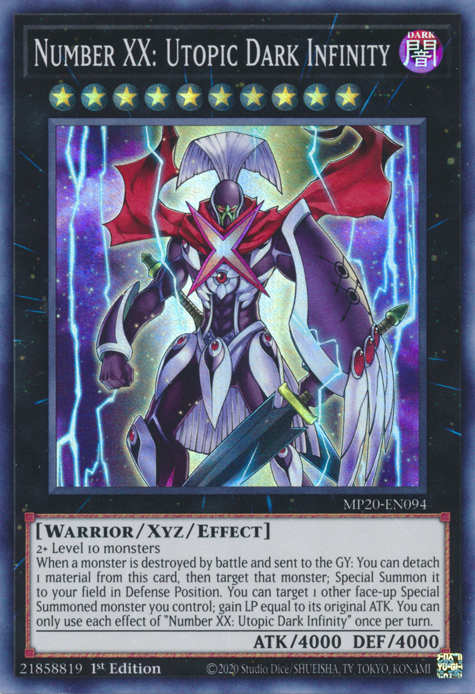 Number XX: Utopic Dark Infinity
DARK
闇
MP20-EN094
[Warrior/Xyz/Effect]
2+ Level 10 monsters
When a monster is destroyed by battle and sent to the GY: You can detach
1 material from this card, then target that monster; Special Summon it
to your field in Defense Position. You can target 1 other face-up Special
Summoned monster you control; gain LP equal to its original ATK. You can
only use each effect of "Number XX: Utopic Dark Infinity" once per turn.
ATK/4000 DEF/4000
21858819 1st Edition ©2020 Studio Dice/SHUEISHA, TV TOKYO, KONAMI